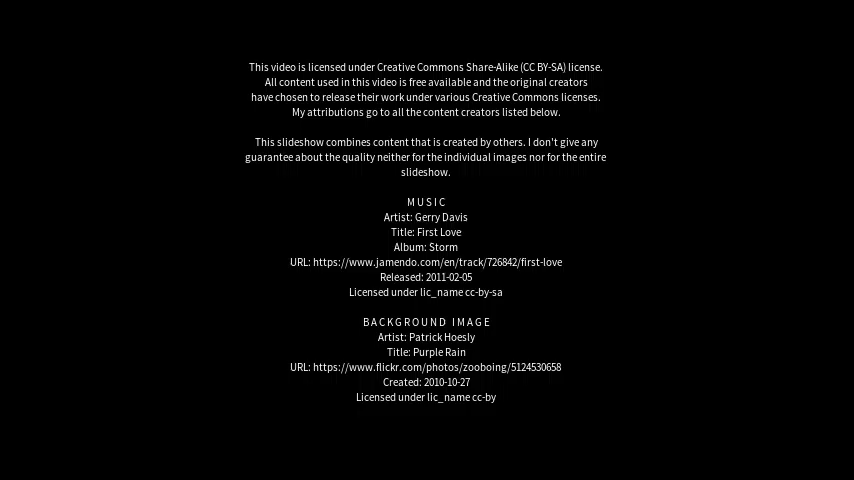 This video is licensed under Creative Commons Share-Alike (CC BY-SA) license.
All content used in this video is free available and the original creators
have chosen to release their work under various Creative Commons licenses.
My attributions go to all the content creators listed below.
This slideshow combines content that is created by others. I don't give any
guarantee about the quality neither for the individual images nor for the entire
slideshow.
MUSIC
Artist: Gerry Davis
Title: First Love
Album: Storm
URL: https://www.jamendo.com/en/track/726842/first-love
Released: 2011-02-05
Licensed under lic_name cc-by-sa
BACKGROUND IMAGE
Artist: Patrick Hoesly
Title: Purple Rain
URL: https://www.flickr.com/photos/zooboing/5124530658
Created: 2010-10-27
Licensed under lic_name cc-by